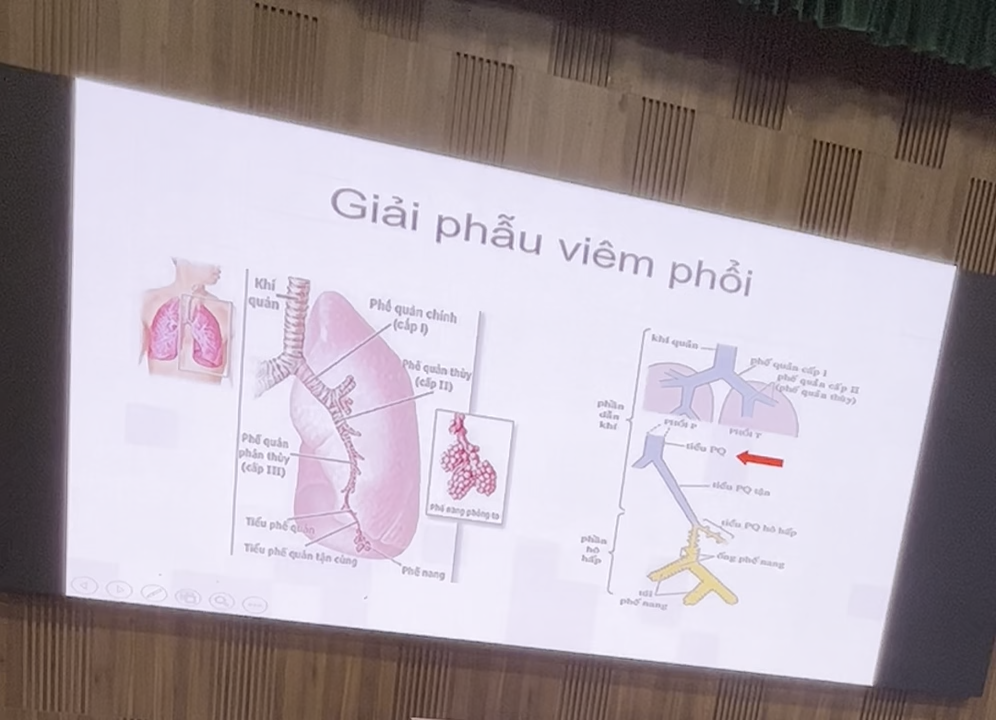 Giải phẫu viêm phổi
Khí
quản
Phế quản chính
(cấp I)
Phế quản thùy
(cấp II)
Phế quản
phân thùy
(cấp III)
Tiểu phế quản
Tiểu phế quản tận cùng
Phế nang
Phế nang phóng to
khí quản
phế quản cấp I
phế quản cấp II
(phế quản thùy)
phần
dẫn
khí
PHỔI P
PHỔI T
tiểu PQ
tiểu PQ tận
tiểu PQ hô hấp
ống phế nang
phần
hô
hấp
túi
phế nang